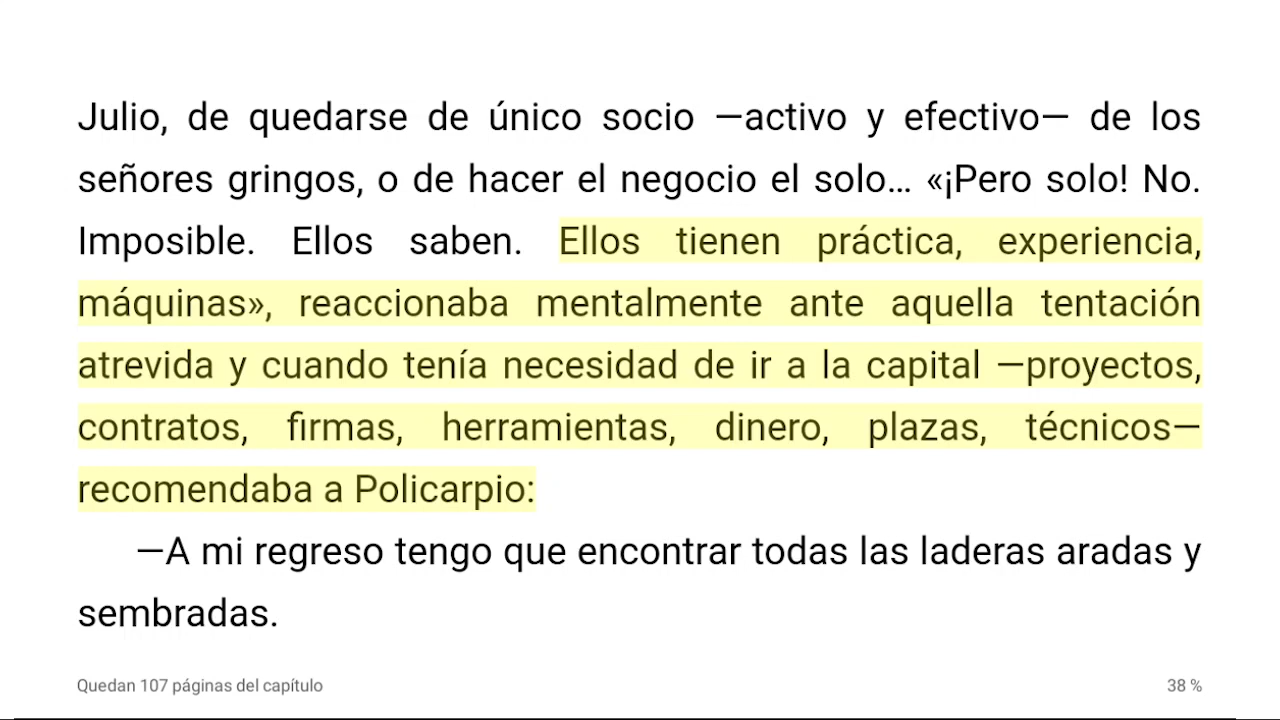 Julio, de quedarse de único socio —activo y efectivo— de los
señores gringos, o de hacer el negocio el solo… «¡Pero solo! No.
Imposible. Ellos saben. Ellos tienen práctica, experiencia,
máquinas», reaccionaba mentalmente ante aquella tentación
atrevida y cuando tenía necesidad de ir a la capital —proyectos,
contratos, firmas, herramientas, dinero, plazas, técnicos—
recomendaba a Policarpio:
—A mi regreso tengo que encontrar todas las laderas aradas y
sembradas.
Quedan 107 páginas del capítulo
38 %